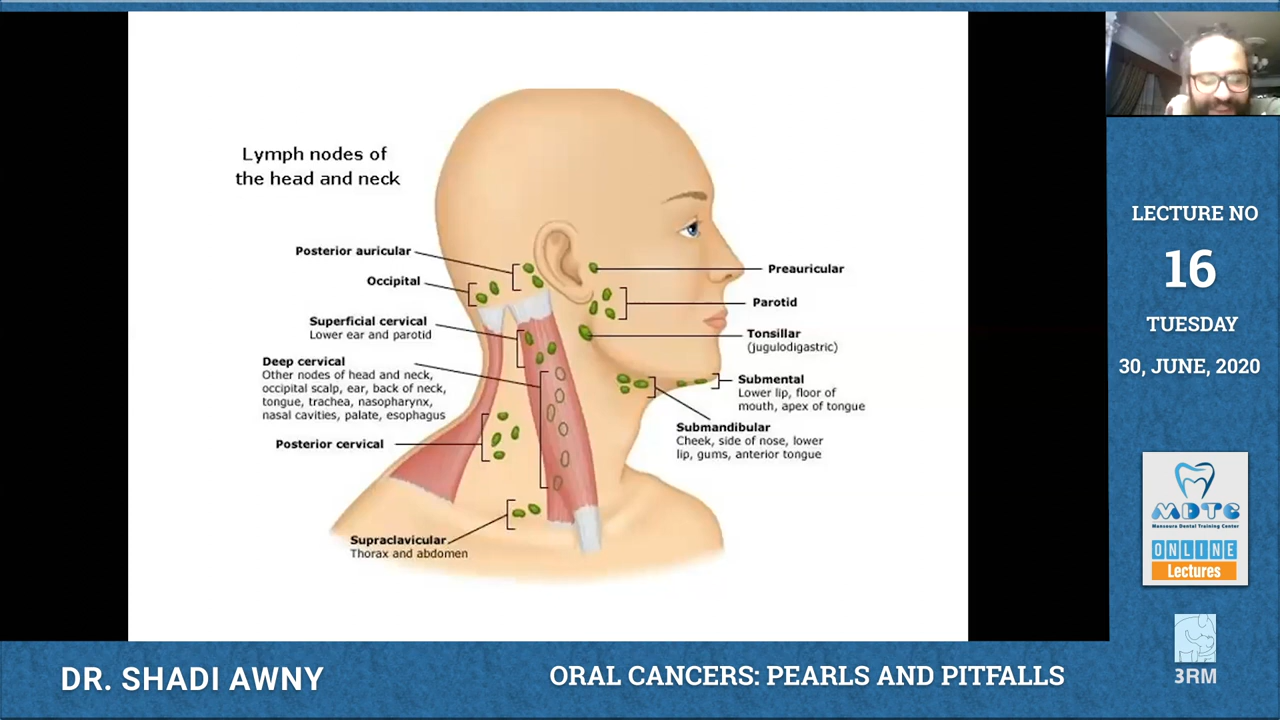 Lymph nodes of
the head and neck
Posterior auricular
Occipital
Superficial cervical
Lower ear and parotid
Deep cervical
Other nodes of head and neck,
occipital scalp, ear, back of neck,
tongue, trachea, nasopharynx,
nasal cavities, palate, esophagus
Posterior cervical
Supraclavicular
Thorax and abdomen
Preauricular
Parotid
Tonsillar
(jugulodigastric)
Submental
Lower lip, floor of
mouth, apex of tongue
Submandibular
Cheek, side of nose, lower
lip, gums, anterior tongue
LECTURE NO
16
TUESDAY
30, JUNE, 2020
MDTC
Mansoura Dental Training Center
ONLINE
Lectures
3RM
DR. SHADI AWNY
ORAL CANCERS: PEARLS AND PITFALLS